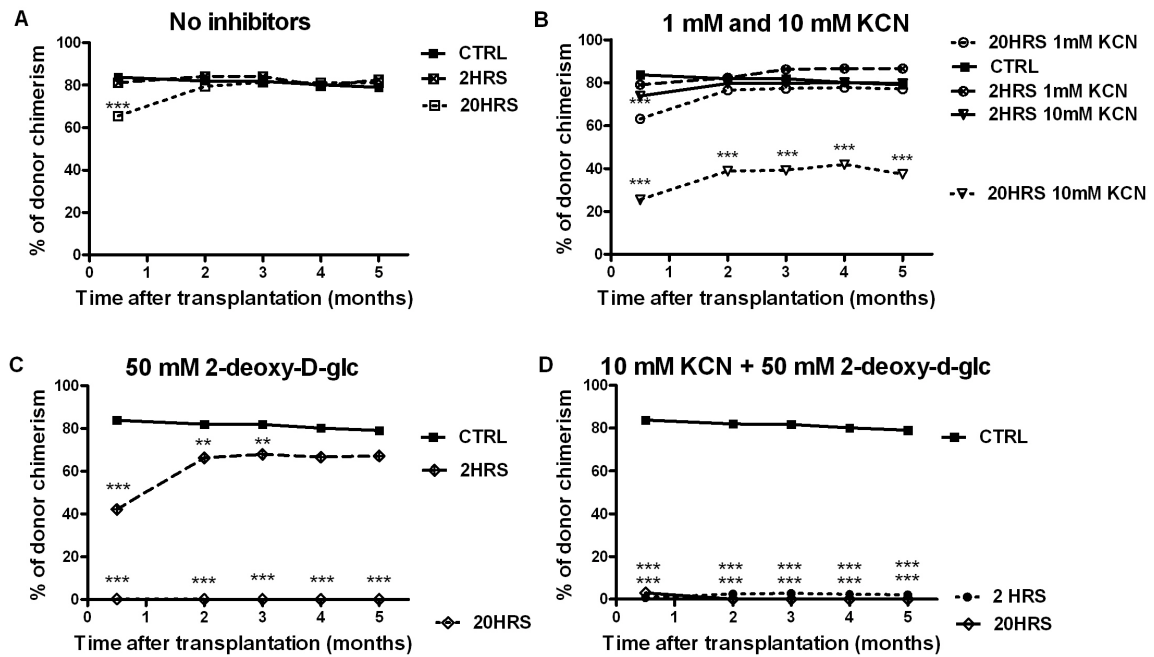 A
No inhibitors
% of donor chimerism
100
80
60
40
20
0
***
0 1 2 3 4 5
Time after transplantation (months)
CTRL
2HRS
20HRS
B
1 mM and 10 mM KCN
% of donor chimerism
100
80
60
40
20
0
***
***
***
***
***
***
0 1 2 3 4 5
Time after transplantation (months)
20HRS 1mM KCN
CTRL
2HRS 1mM KCN
2HRS 10mM KCN
20HRS 10mM KCN
C
50 mM 2-deoxy-D-glc
% of donor chimerism
100
80
60
40
20
0
***
** **
*** *** *** *** ***
0 1 2 3 4 5
Time after transplantation (months)
CTRL
2HRS
20HRS
D
10 mM KCN + 50 mM 2-deoxy-d-glc
% of donor chimerism
100
80
60
40
20
0
*** *** *** *** ***
*** *** *** *** ***
0 1 2 3 4 5
Time after transplantation (months)
CTRL
2 HRS
20HRS